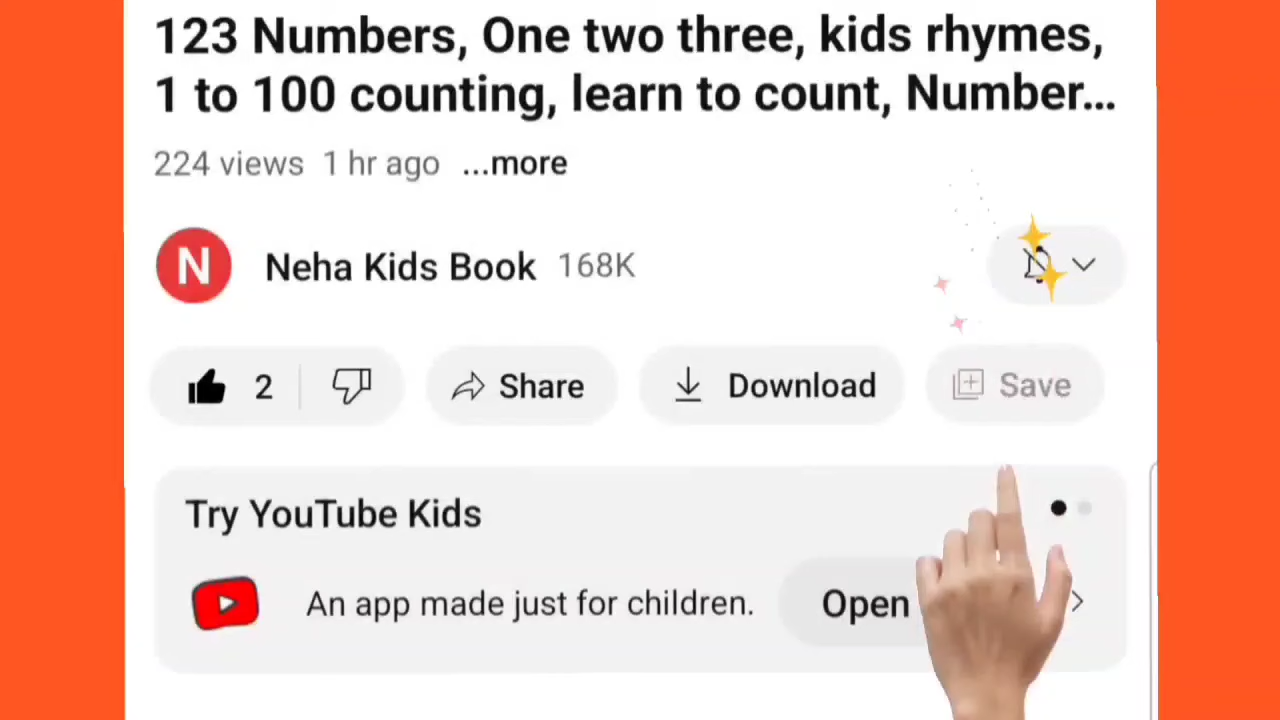 123 Numbers, One two three, kids rhymes,
1 to 100 counting, learn to count, Number...
224 views 1 hr ago ...more
N Neha Kids Book 168K
2 Share Download Save
Try YouTube Kids
An app made just for children. Open